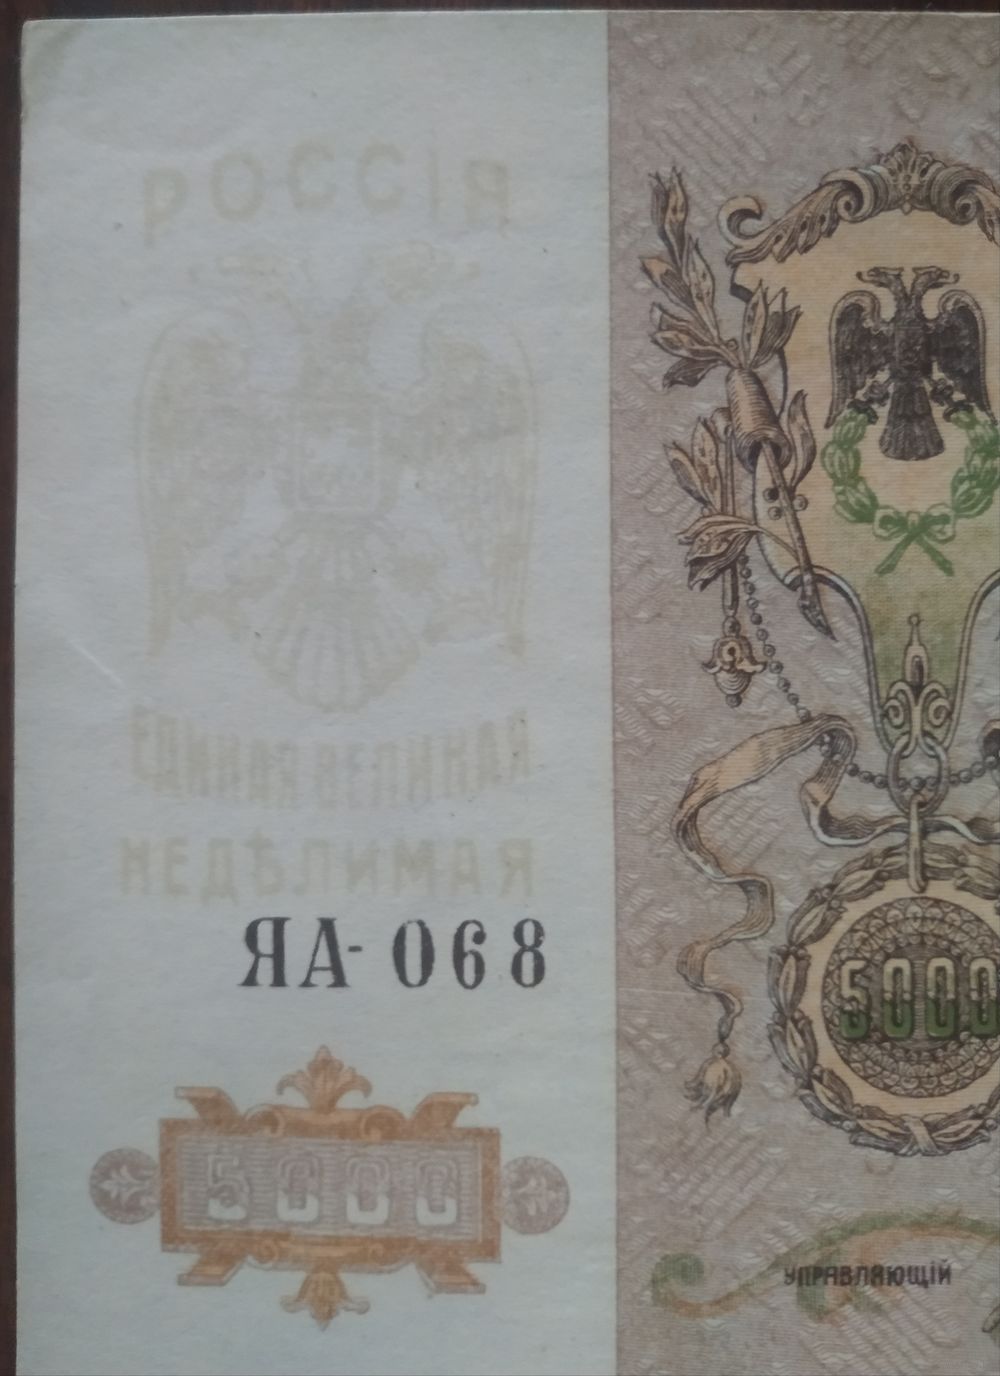 РОССІЯ
ЕДИНАЯ ВЕЛИКАЯ
НЕДѢЛИМАЯ
ЯА-068
5000
5000
УПРАВЛЯЮЩІЙ